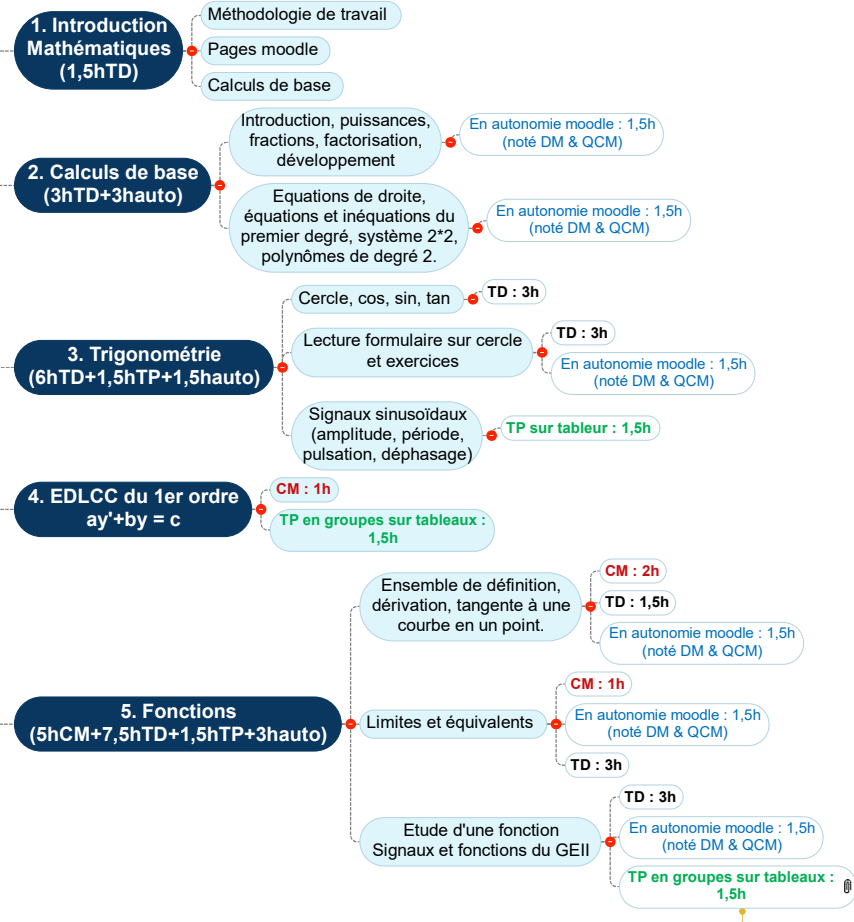 1. Introduction
Mathématiques
(1,5hTD)
Méthodologie de travail
Pages moodle
Calculs de base
2. Calculs de base
(3hTD+3hauto)
Introduction, puissances,
fractions, factorisation,
développement
En autonomie moodle : 1,5h
(noté DM & QCM)
Equations de droite,
équations et inéquations du
premier degré, système 2*2,
polynômes de degré 2.
En autonomie moodle : 1,5h
(noté DM & QCM)
3. Trigonométrie
(6hTD+1,5hTP+1,5hauto)
Cercle, cos, sin, tan
TD : 3h
Lecture formulaire sur cercle
et exercices
TD : 3h
En autonomie moodle : 1,5h
(noté DM & QCM)
Signaux sinusoïdaux
(amplitude, période,
pulsation, déphasage)
TP sur tableur : 1,5h
4. EDLCC du 1er ordre
ay'+by = c
CM : 1h
TP en groupes sur tableaux :
1,5h
5. Fonctions
(5hCM+7,5hTD+1,5hTP+3hauto)
Ensemble de définition,
dérivation, tangente à une
courbe en un point.
CM : 2h
TD : 1,5h
En autonomie moodle : 1,5h
(noté DM & QCM)
Limites et équivalents
CM : 1h
En autonomie moodle : 1,5h
(noté DM & QCM)
TD : 3h
Etude d'une fonction
Signaux et fonctions du GEII
TD : 3h
En autonomie moodle : 1,5h
(noté DM & QCM)
TP en groupes sur tableaux :
1,5h